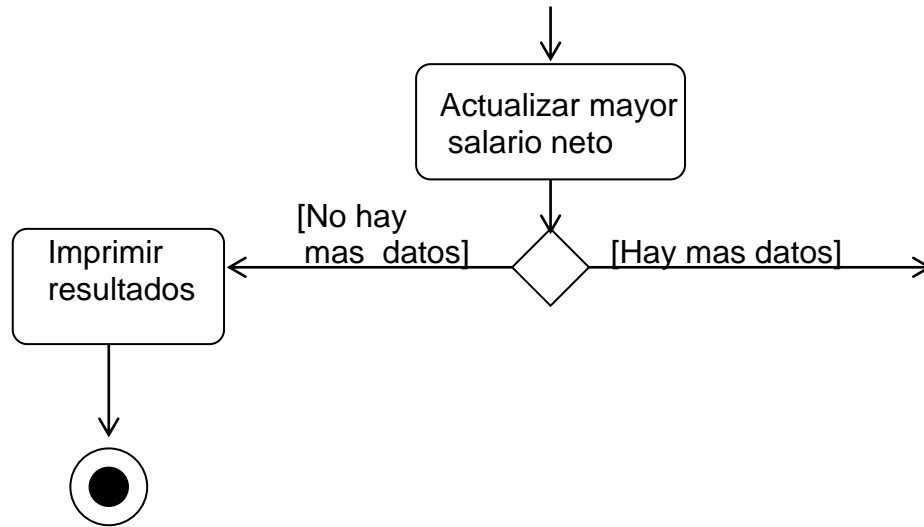 Actualizar mayor
salario neto
[No hay
mas datos]
[Hay mas datos]
Imprimir
resultados